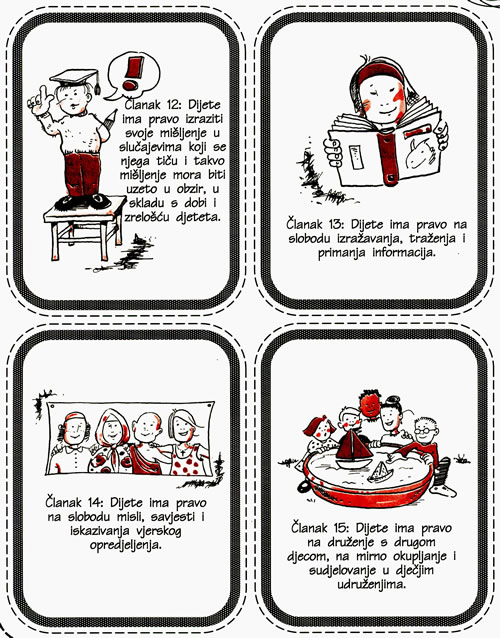 Članak 12: Dijete
ima pravo izraziti
svoje mišljenje u
slučajevima koji se
njega tiču i takvo
mišljenje mora biti
uzeto u obzir, u
skladu s dobi i
zrelošću djeteta.
Članak 13: Dijete ima pravo na
slobodu izražavanja, traženja i
primanja informacija.
Članak 14: Dijete ima pravo
na slobodu misli, savjesti i
iskazivanja vjerskog
opredjeljenja.
Članak 15: Dijete ima pravo
na druženje s drugom
djecom, na mirno okupljanje i
sudjelovanje u dječjim
udruženjima.